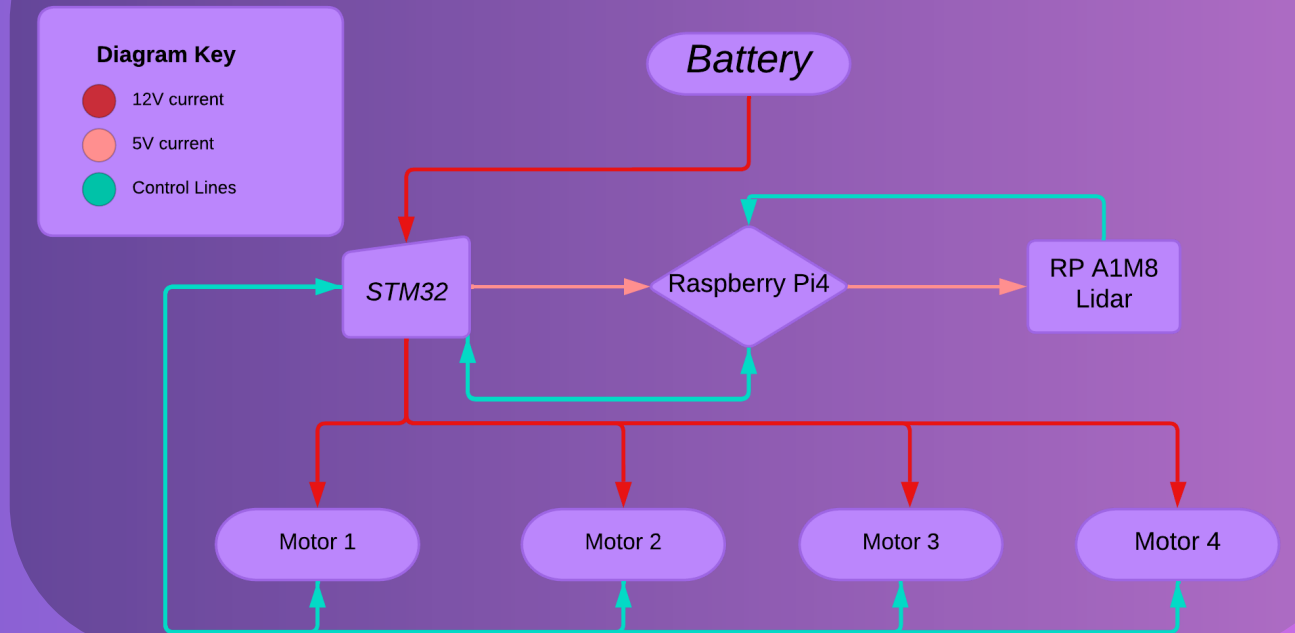 Diagram Key
12V current
5V current
Control Lines
Battery
STM32
Raspberry Pi4
RP A1M8
Lidar
Motor 1
Motor 2
Motor 3
Motor 4